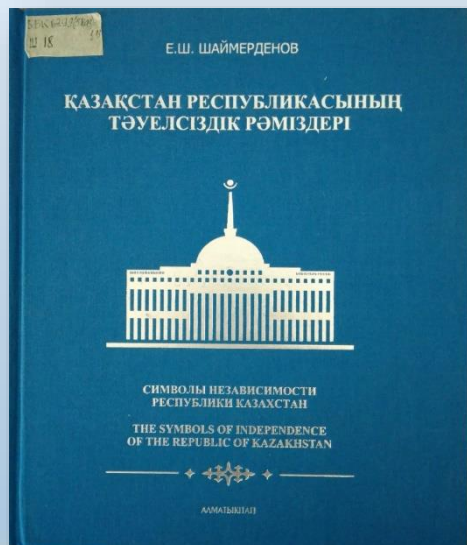 Ш 18
Е.Ш. ШАЙМЕРДЕНОВ
ҚАЗАҚСТАН РЕСПУБЛИКАСЫНЫҢ
ТӘУЕЛСІЗДІК РӘМІЗДЕРІ
СИМВОЛЫ НЕЗАВИСИМОСТИ
РЕСПУБЛИКИ КАЗАХСТАН
THE SYMBOLS OF INDEPENDENCE
OF THE REPUBLIC OF KAZAKHSTAN
АЛМАТЫКІТАП